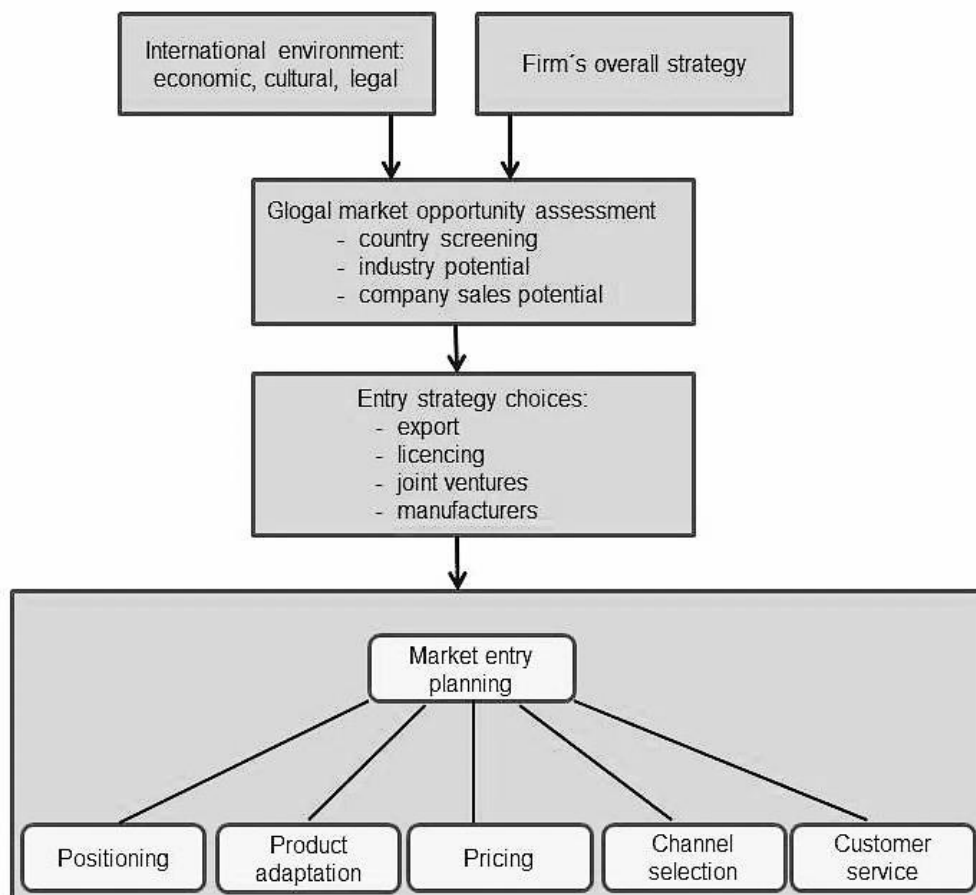 International environment:
economic, cultural, legal
Firm´s overall strategy
Glogal market opportunity assessment
- country screening
- industry potential
- company sales potential
Entry strategy choices:
- export
- licencing
- joint ventures
- manufacturers
Market entry
planning
Positioning
Product
adaptation
Pricing
Channel
selection
Customer
service